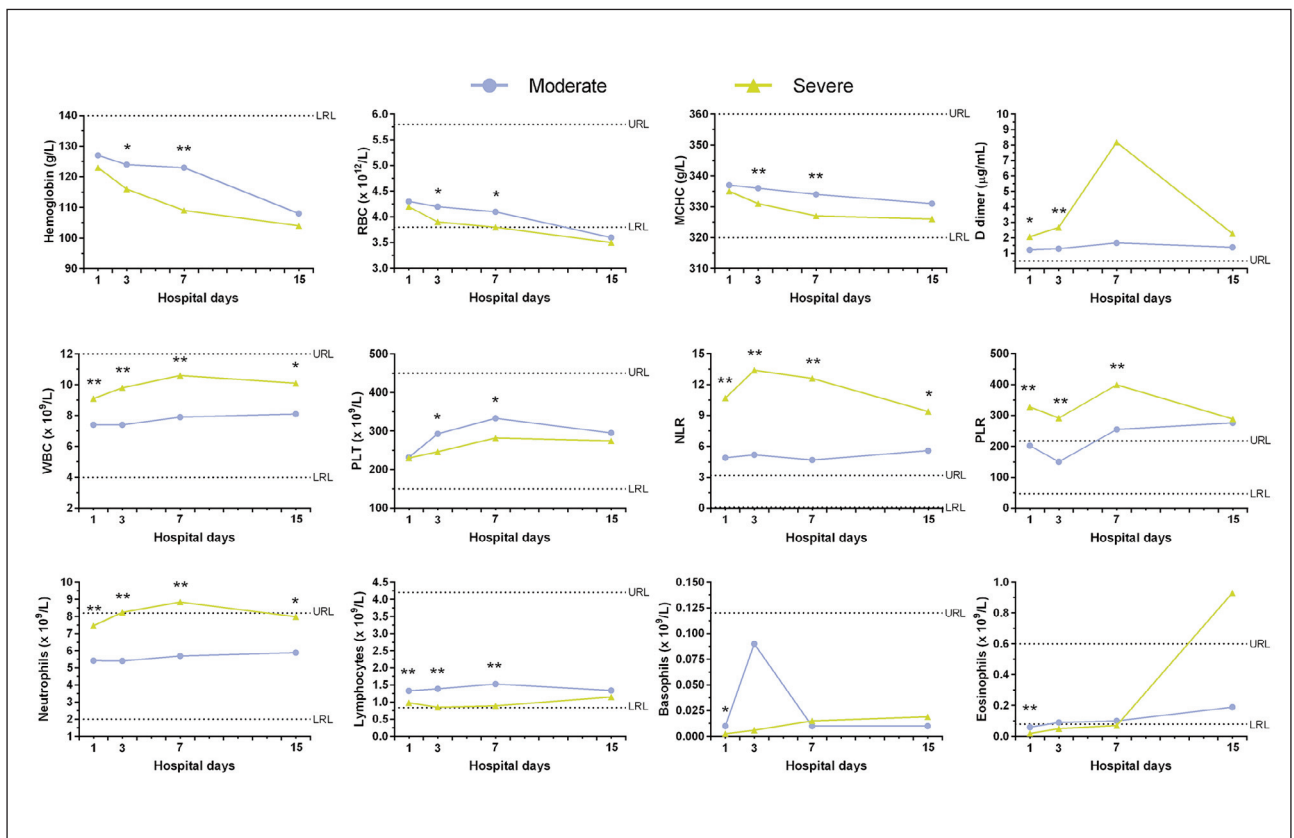 Moderate Severe
Hemoglobin (g/L)
140
130
120
110
100
90
* **
LRL
1 3 7 15
Hospital days
RBC (x 10¹²/L)
6.0
5.5
5.0
4.5
4.0
3.5
3.0
* *
URL
LRL
1 3 7 15
Hospital days
MCHC (g/L)
360
350
340
330
320
310
** **
URL
LRL
1 3 7 15
Hospital days
D dimer (µg/mL)
10
9
8
7
6
5
4
3
2
1
* **
URL
1 3 7 15
Hospital days
WBC (x 10⁹/L)
12
10
8
6
4
2
** ** ** *
URL
LRL
1 3 7 15
Hospital days
PLT (x 10⁹/L)
500
400
300
200
100
* *
URL
LRL
1 3 7 15
Hospital days
NLR
15
12
9
6
3
0
** ** ** *
URL
LRL
1 3 7 15
Hospital days
PLR
500
400
300
200
100
0
** ** **
URL
LRL
1 3 7 15
Hospital days
Neutrophils (x 10⁹/L)
10
9
8
7
6
5
4
3
2
1
** ** ** *
URL
LRL
1 3 7 15
Hospital days
Lymphocytes (x 10⁹/L)
4.5
4.0
3.5
3.0
2.5
2.0
1.5
1.0
0.5
0.0
** ** **
URL
LRL
1 3 7 15
Hospital days
Basophils (x 10⁹/L)
0.150
0.125
0.100
0.075
0.050
0.025
0.000
*
URL
1 3 7 15
Hospital days
Eosinophils (x 10⁹/L)
1.0
0.8
0.6
0.4
0.2
0.0
**
URL
LRL
1 3 7 15
Hospital days